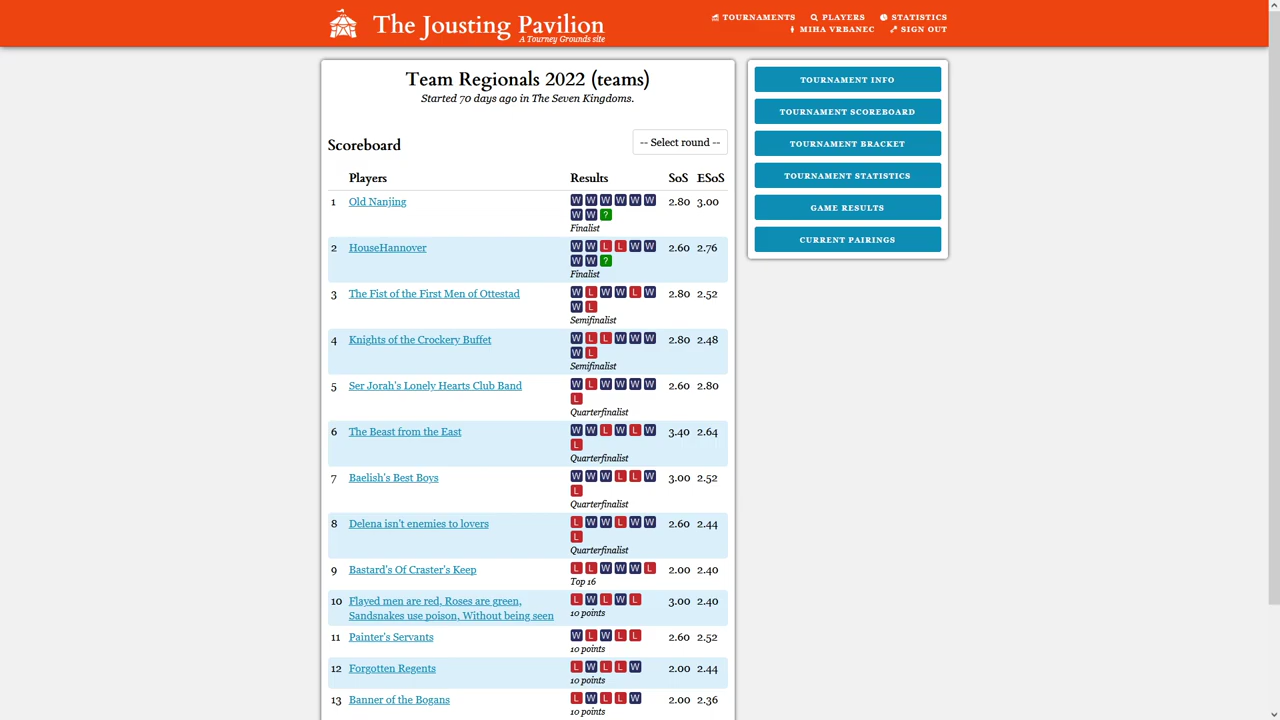 The Jousting Pavilion
A Tourney Grounds site
TOURNAMENTS PLAYERS STATISTICS
MIHA VRBANEC SIGN OUT
Team Regionals 2022 (teams)
Started 70 days ago in The Seven Kingdoms.
Scoreboard
-- Select round --
Players Results SoS ESoS
1 Old Nanjing W W W W W W 2.80 3.00
W W ?
Finalist
2 HouseHannover W W L L W W 2.60 2.76
W W ?
Finalist
3 The Fist of the First Men of Ottestad W L W W L W 2.80 2.52
W L
Semifinalist
4 Knights of the Crockery Buffet W L L W W W 2.80 2.48
W L
Semifinalist
5 Ser Jorah's Lonely Hearts Club Band W L W W W W 2.60 2.80
L
Quarterfinalist
6 The Beast from the East W W L W L W 3.40 2.64
L
Quarterfinalist
7 Baelish's Best Boys W W W L L W 3.00 2.52
L
Quarterfinalist
8 Delena isn't enemies to lovers L W W L W W 2.60 2.44
L
Quarterfinalist
9 Bastard's Of Craster's Keep L L W W W L 2.00 2.40
Top 16
10 Flayed men are red, Roses are green, L W L W L 3.00 2.40
Sandsnakes use poison, Without being seen 10 points
11 Painter's Servants W L W L L 2.60 2.52
10 points
12 Forgotten Regents L W L L W 2.00 2.44
10 points
13 Banner of the Bogans L W L L W 2.00 2.36
10 points
TOURNAMENT INFO
TOURNAMENT SCOREBOARD
TOURNAMENT BRACKET
TOURNAMENT STATISTICS
GAME RESULTS
CURRENT PAIRINGS